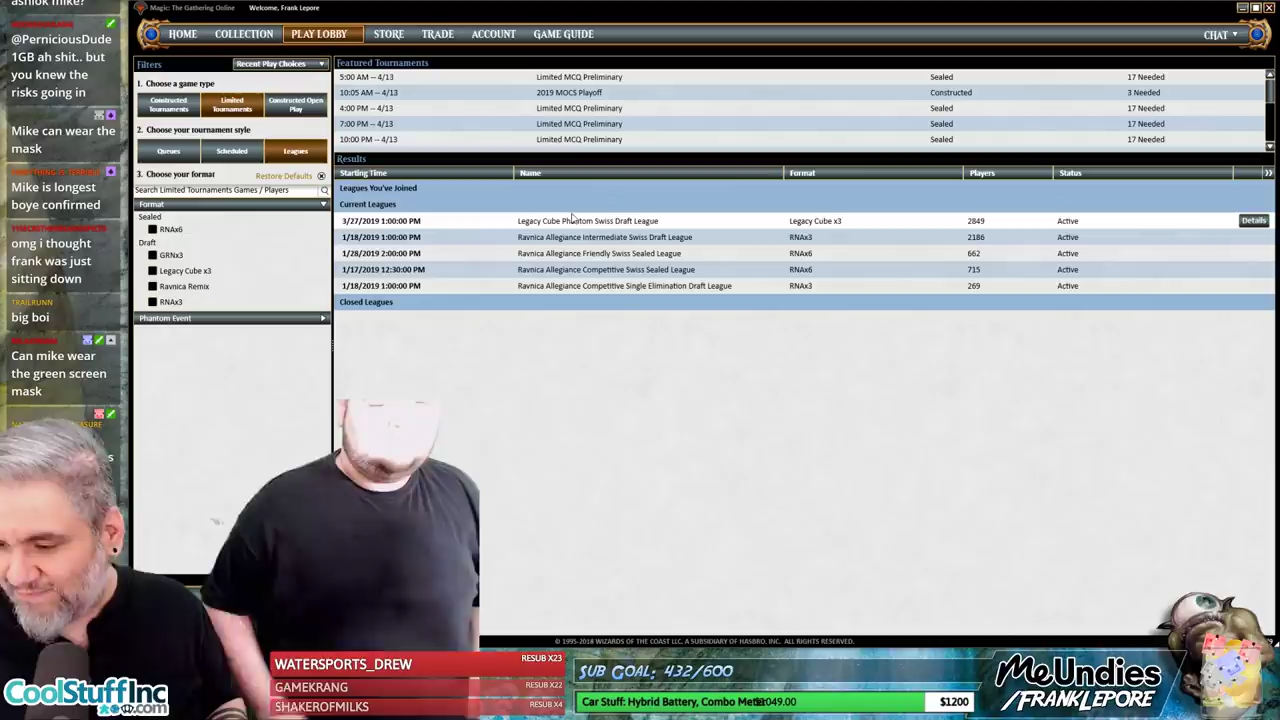 ashiok mike?
@PerniciousDude
1GB ah shit.. but
you knew the
risks going in
Mike can wear the
mask
Mike is longest
boye confirmed
omg i thought
frank was just
sitting down
TRAILRUNN
big boi
Can mike wear
the green screen
mask
Magic: The Gathering Online
Welcome, Frank Lepore
HOME
COLLECTION
PLAY LOBBY
STORE
TRADE
ACCOUNT
GAME GUIDE
CHAT
Filters
Recent Play Choices
1. Choose a game type
Constructed Tournaments
Limited Tournaments
Constructed Open Play
2. Choose your tournament style
Queues
Scheduled
Leagues
3. Choose your format
Restore Defaults
Search Limited Tournaments Games / Players
Format
Sealed
RNAx6
Draft
GRNx3
Legacy Cube x3
Ravnica Remix
RNAx3
Phantom Event
Featured Tournaments
5:00 AM -- 4/13 Limited MCQ Preliminary Sealed 17 Needed
10:05 AM -- 4/13 2019 MOCS Playoff Constructed 3 Needed
4:00 PM -- 4/13 Limited MCQ Preliminary Sealed 17 Needed
7:00 PM -- 4/13 Limited MCQ Preliminary Sealed 17 Needed
10:00 PM -- 4/13 Limited MCQ Preliminary Sealed 17 Needed
Results
Starting Time Name Format Players Status
Leagues You've Joined
Current Leagues
3/27/2019 1:00:00 PM Legacy Cube Phantom Swiss Draft League Legacy Cube x3 2849 Active Details
1/18/2019 1:00:00 PM Ravnica Allegiance Intermediate Swiss Draft League RNAx3 2186 Active
1/28/2019 2:00:00 PM Ravnica Allegiance Friendly Swiss Sealed League RNAx6 662 Active
1/17/2019 12:30:00 PM Ravnica Allegiance Competitive Swiss Sealed League RNAx6 715 Active
1/18/2019 1:00:00 PM Ravnica Allegiance Competitive Single Elimination Draft League RNAx3 269 Active
Closed Leagues
© 1995-2018 WIZARDS OF THE COAST LLC, A SUBSIDIARY OF HASBRO, INC. ALL RIGHTS RESERVED.
CoolStuffInc
.com
WATERSPORTS_DREW RESUB X23
GAMEKRANG RESUB X22
SHAKEROFMILKS RESUB X4
SUB GOAL: 432/600
Car Stuff: Hybrid Battery, Combo Meter $1200
MeUndies
/FRANKLEPORE